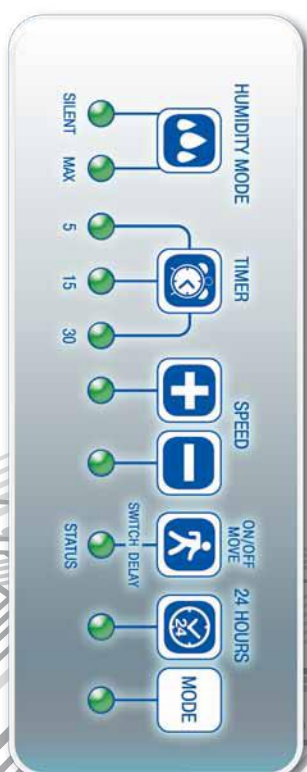 HUMIDITY MODE
SILENT
MAX
TIMER
5
15
30
SPEED
ON/OFF
MOVE
SWITCH DELAY
STATUS
24 HOURS
24
MODE